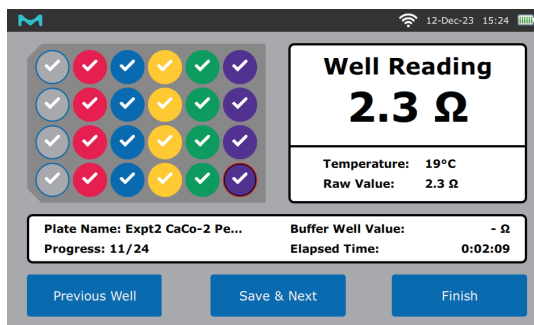 12-Dec-23 15:24
Well Reading
2.3 Ω
Temperature: 19°C
Raw Value: 2.3 Ω
Plate Name: Expt2 CaCo-2 Pe... Buffer Well Value: - Ω
Progress: 11/24 Elapsed Time: 0:02:09
Previous Well Save & Next Finish